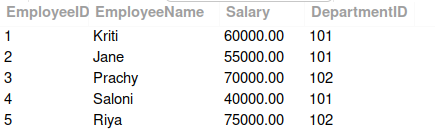 EmployeeID EmployeeName Salary DepartmentID
1 Kriti 60000.00 101
2 Jane 55000.00 101
3 Prachy 70000.00 102
4 Saloni 40000.00 101
5 Riya 75000.00 102